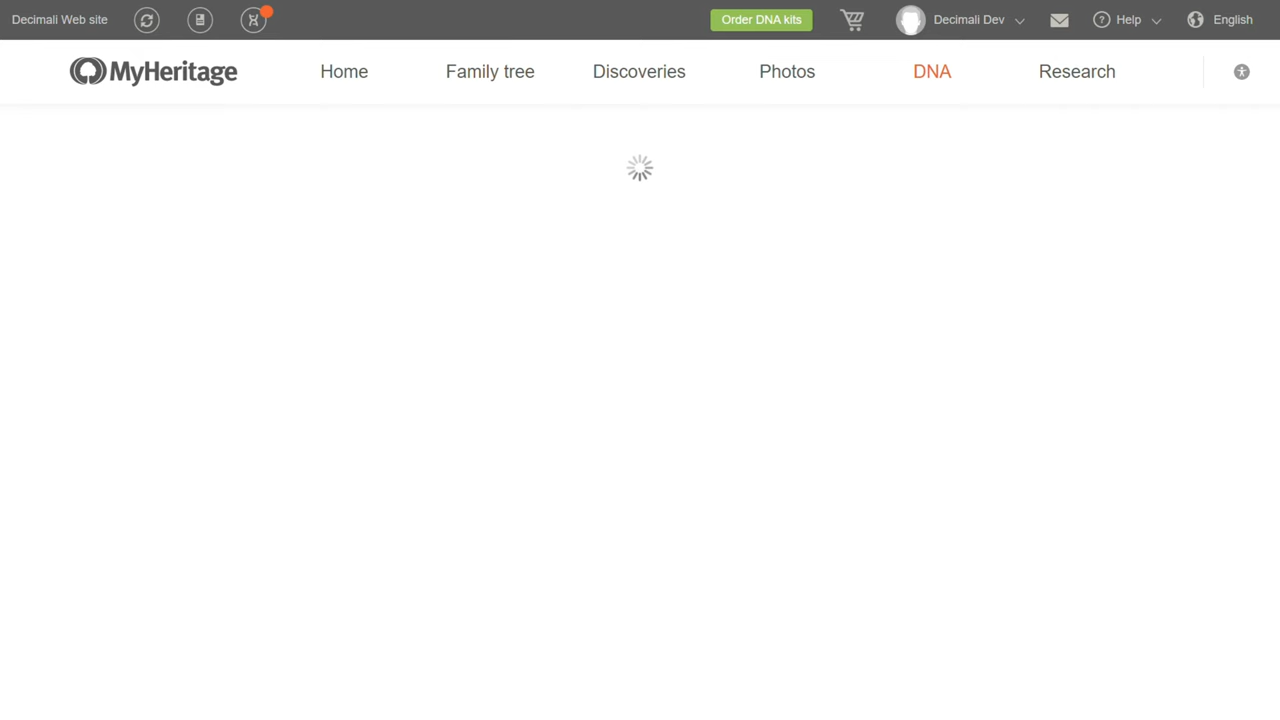 Decimali Web site
Order DNA kits
Decimali Dev
Help
English
MyHeritage
Home
Family tree
Discoveries
Photos
DNA
Research